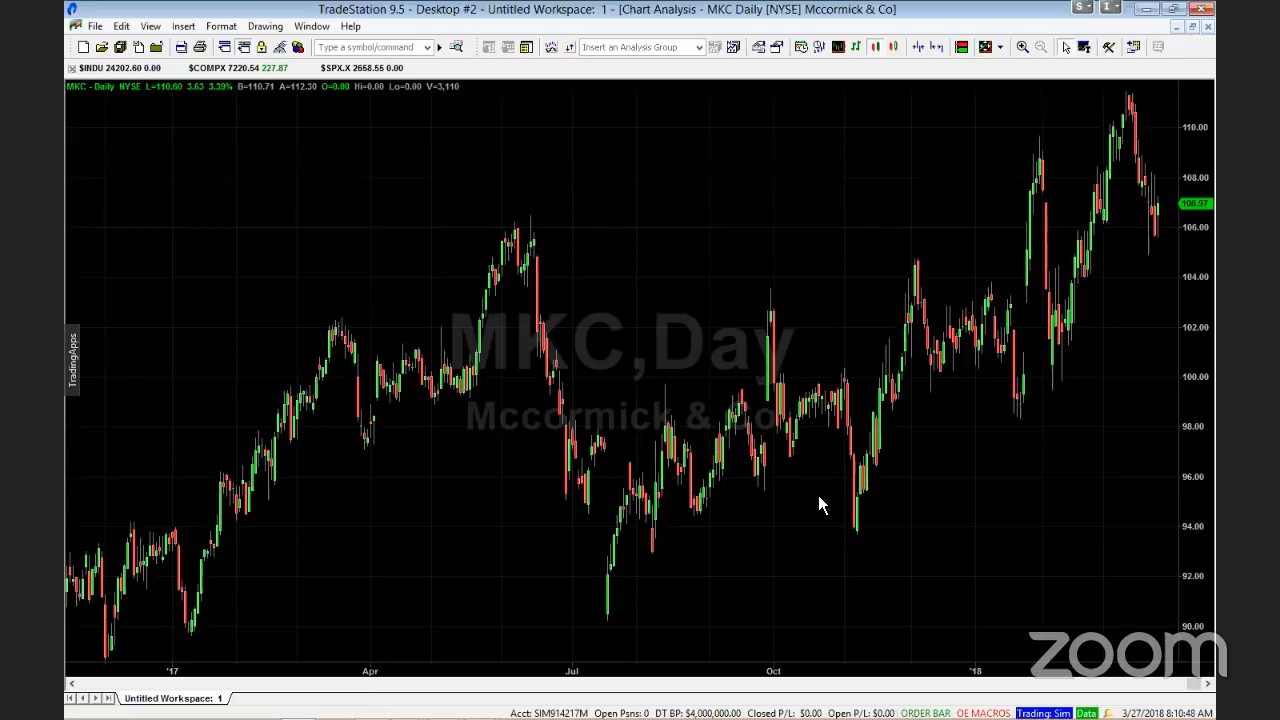 TradeStation 9.5 - Desktop #2 - Untitled Workspace: 1 - [Chart Analysis - MKC Daily [NYSE] Mccormick & Co]
File Edit View Insert Format Drawing Window Help
Type a symbol/command
Insert an Analysis Group
$INDU 24202.60 0.00 $COMPX 7220.54 227.87 $SPX.X 2658.55 0.00
MKC - Daily NYSE L=110.60 3.63 3.39% B=110.71 A=112.30 O=0.00 Hi=0.00 Lo=0.00 V=3,110
110.00
108.00
106.97
106.00
104.00
102.00
100.00
98.00
96.00
94.00
92.00
90.00
MKC,Day
Mccormick & Co
TradingApps
'17 Apr Jul Oct '18
zoom
Untitled Workspace: 1
Acct: SIM914217M Open Psns: 0 DT BP: $4,000,000.00 Closed P/L: $0.00 Open P/L: $0.00 ORDER BAR OE MACROS Trading: Sim Data 3/27/2018 8:10:48 AM